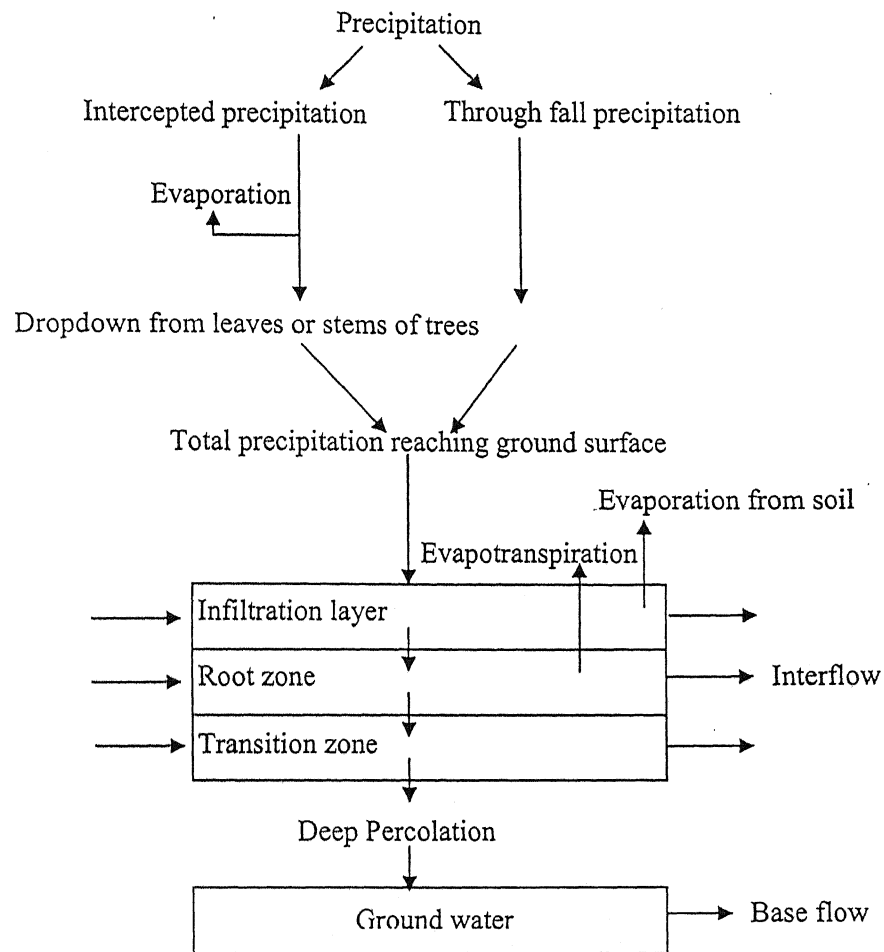 Precipitation
Intercepted precipitation
Through fall precipitation
Evaporation
Dropdown from leaves or stems of trees
Total precipitation reaching ground surface
Evaporation from soil
Evapotranspiration
Infiltration layer
Root zone
Interflow
Transition zone
Deep Percolation
Ground water
Base flow